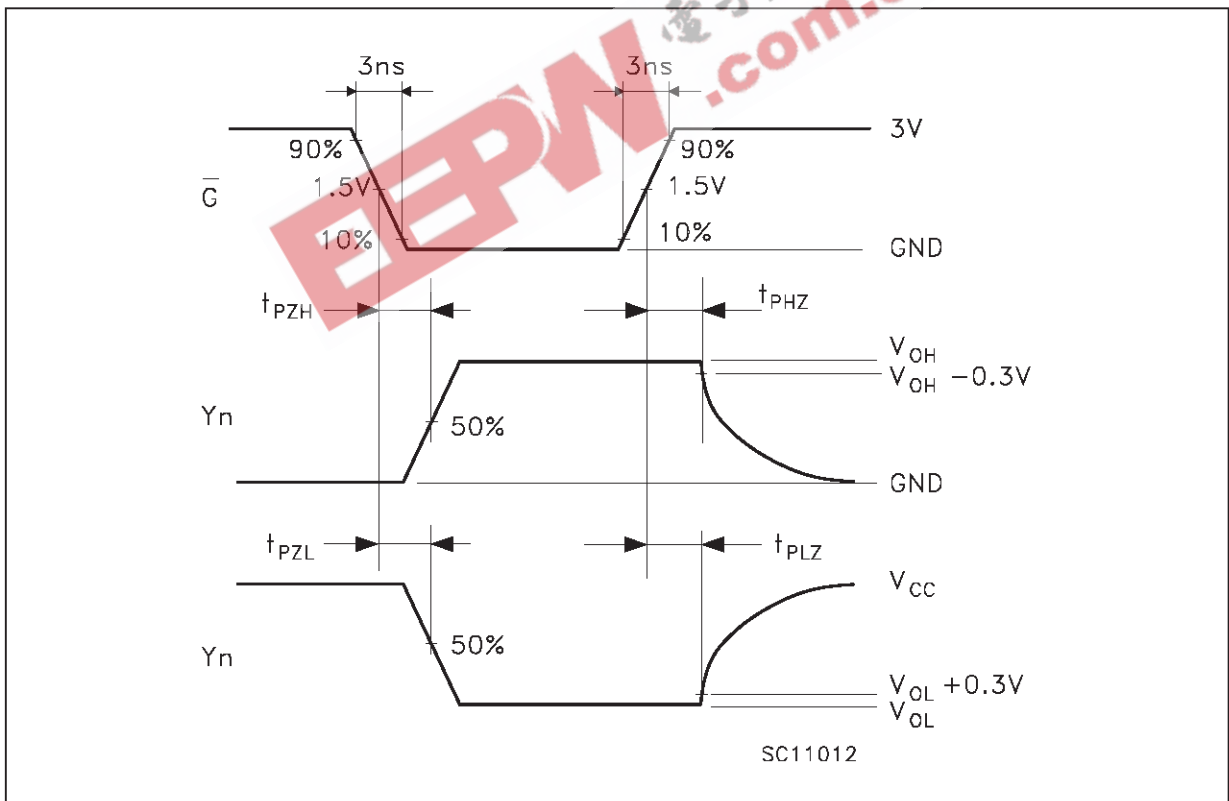 3ns
3ns
3V
90%
90%
G
1.5V
1.5V
10%
10%
GND
tPZH
tPHZ
VOH
VOH -0.3V
Yn
50%
GND
tPZL
tPLZ
VCC
Yn
50%
VOL +0.3V
VOL
SC11012
EEPW
.com.